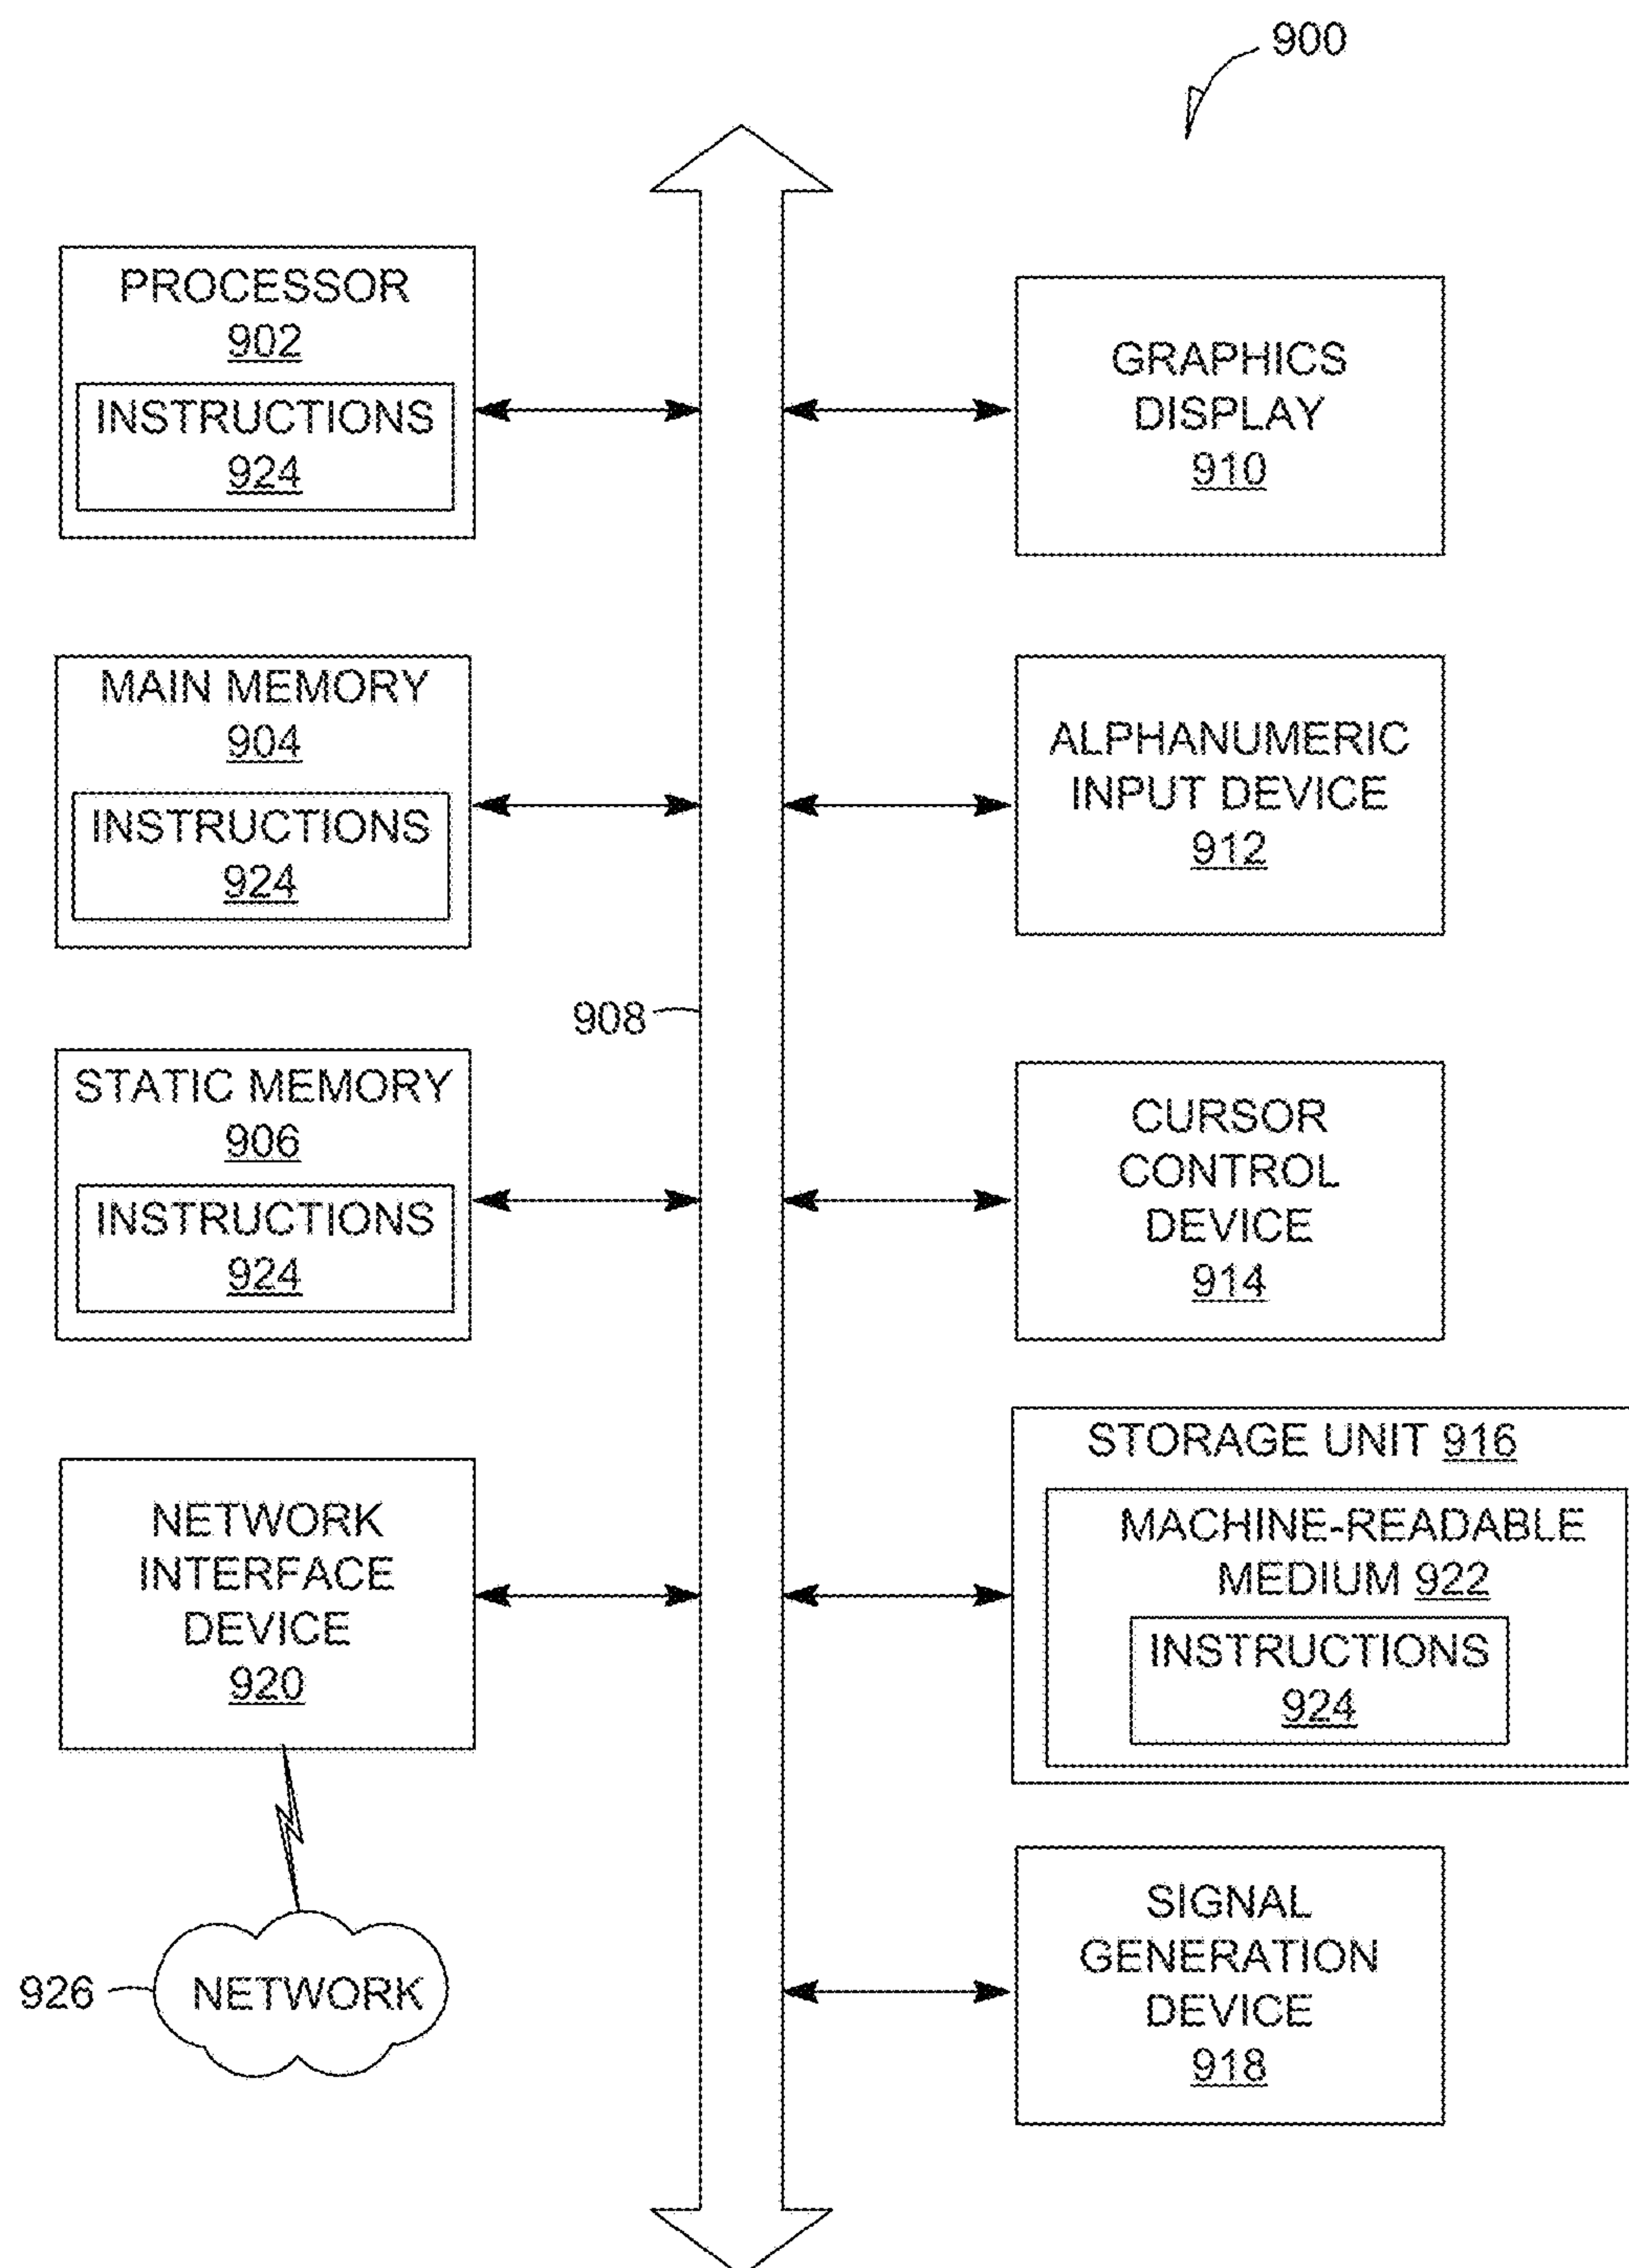 900
PROCESSOR
902
INSTRUCTIONS
924
GRAPHICS
DISPLAY
910
MAIN MEMORY
904
INSTRUCTIONS
924
ALPHANUMERIC
INPUT DEVICE
912
908
STATIC MEMORY
906
INSTRUCTIONS
924
CURSOR
CONTROL
DEVICE
914
NETWORK
INTERFACE
DEVICE
920
STORAGE UNIT 916
MACHINE-READABLE
MEDIUM 922
INSTRUCTIONS
924
926
NETWORK
SIGNAL
GENERATION
DEVICE
918